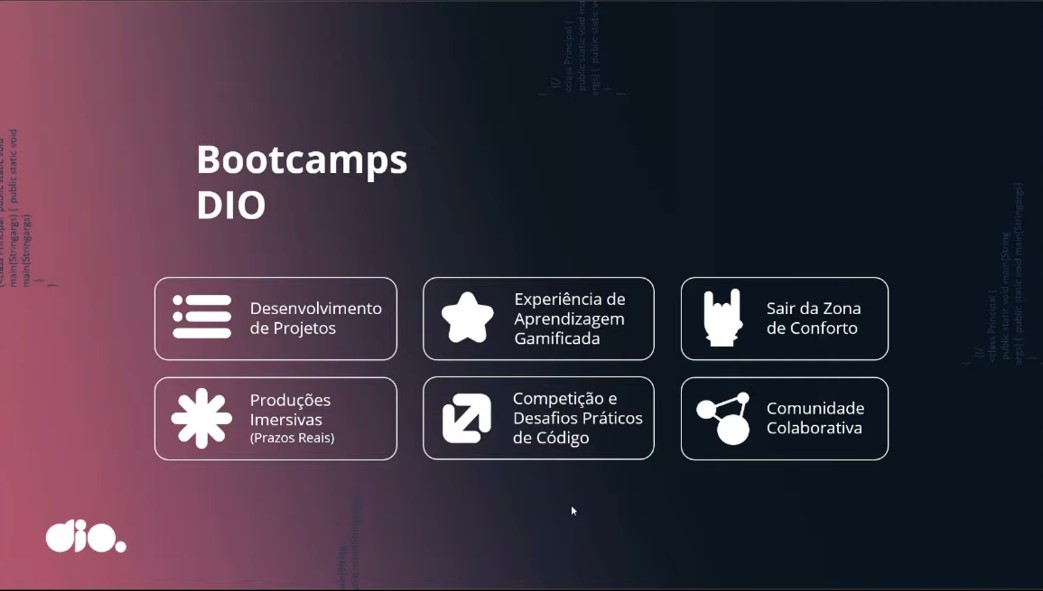 Bootcamps
DIO
Desenvolvimento
de Projetos
Experiência de
Aprendizagem
Gamificada
Sair da Zona
de Conforto
Produções
Imersivas
(Prazos Reais)
Competição e
Desafios Práticos
de Código
Comunidade
Colaborativa
dio.